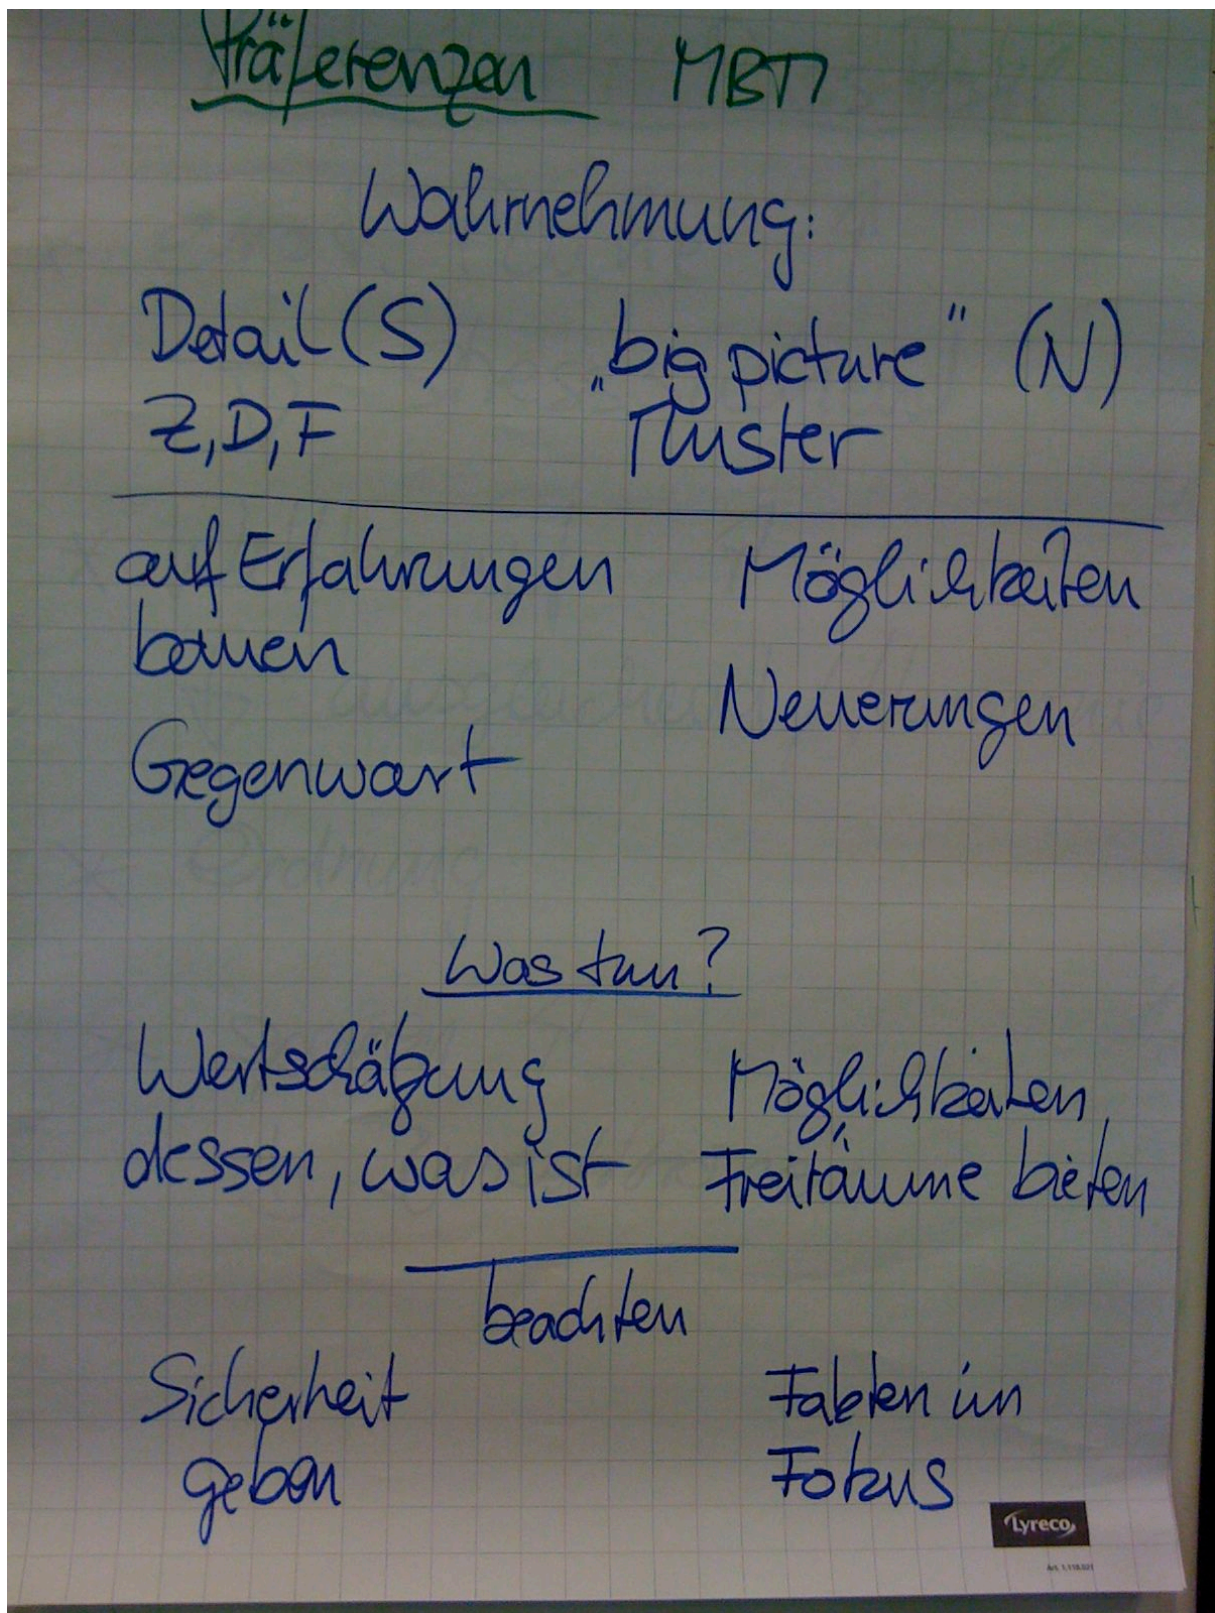 Präferenzen MBTI
Wahrnehmung:
Detail (S) „big picture" (N)
Z, D, F Muster
auf Erfahrungen Möglichkeiten
bauen
Neuerungen
Gegenwart
Was tun?
Wertschätzung Möglichkeiten,
dessen, was ist Freiräume bieten
beachten
Sicherheit Fakten im
geben Fokus
Lyreco